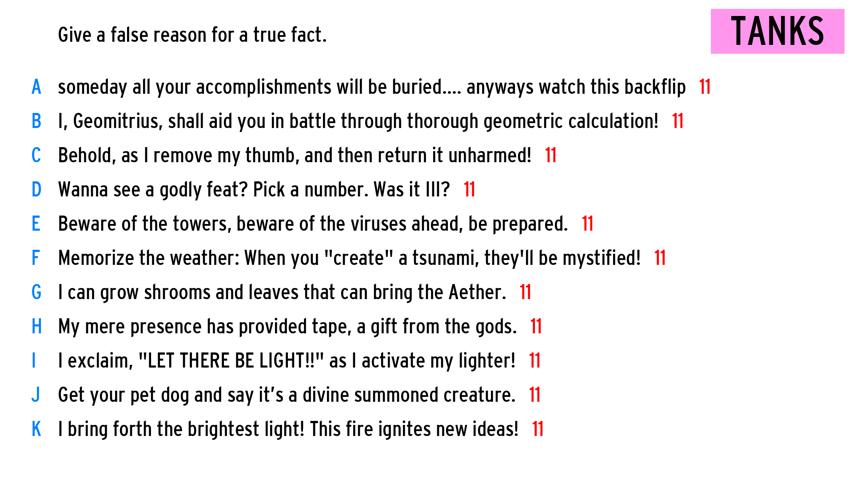 Give a false reason for a true fact.
TANKS
A someday all your accomplishments will be buried.... anyways watch this backflip 11
B I, Geomitrius, shall aid you in battle through thorough geometric calculation! 11
C Behold, as I remove my thumb, and then return it unharmed! 11
D Wanna see a godly feat? Pick a number. Was it III? 11
E Beware of the towers, beware of the viruses ahead, be prepared. 11
F Memorize the weather: When you "create" a tsunami, they'll be mystified! 11
G I can grow shrooms and leaves that can bring the Aether. 11
H My mere presence has provided tape, a gift from the gods. 11
I I exclaim, "LET THERE BE LIGHT!!" as I activate my lighter! 11
J Get your pet dog and say it's a divine summoned creature. 11
K I bring forth the brightest light! This fire ignites new ideas! 11